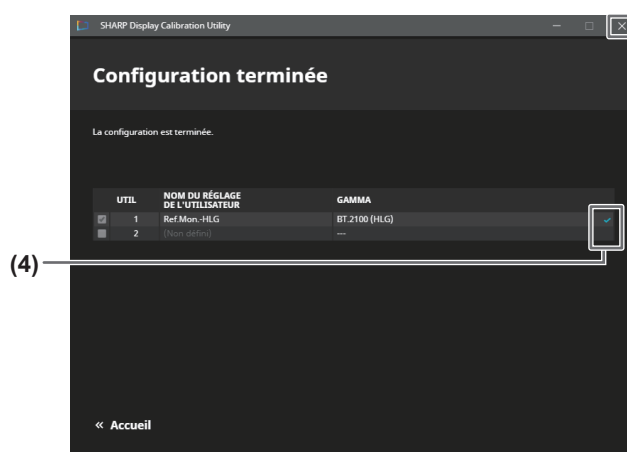 SHARP Display Calibration Utility
Configuration terminée
La configuration est terminée.
UTIL NOM DU RÉGLAGE DE L'UTILISATEUR GAMMA
1 Ref.Mon.-HLG BT.2100 (HLG)
2 (Non défini) ---
(4)
« Accueil